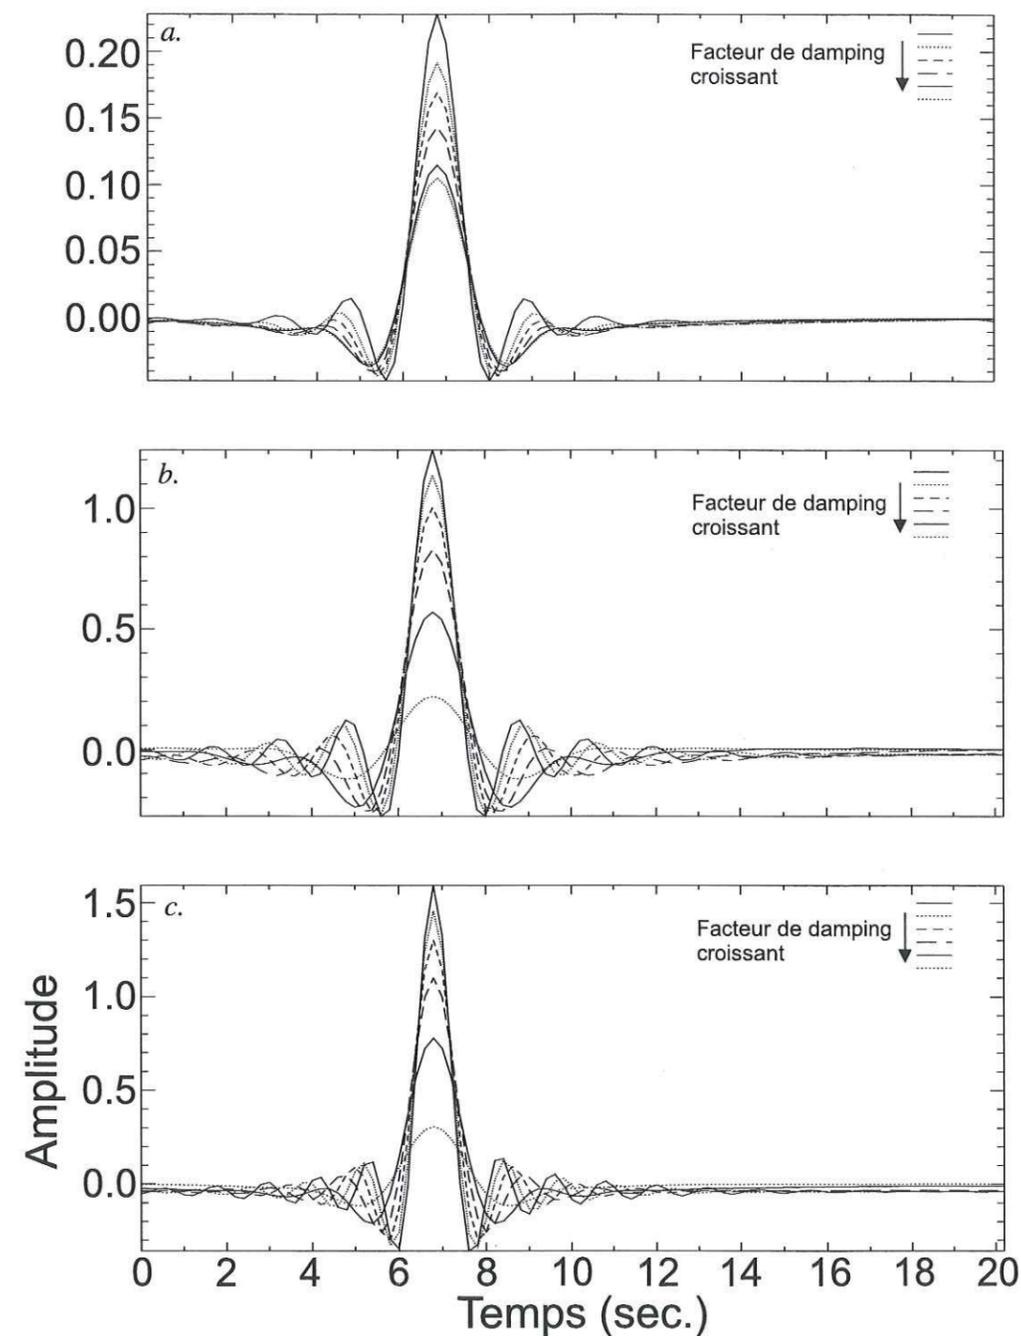 a.
Facteur de damping
croissant
0.20
0.15
0.10
0.05
0.00
b.
Facteur de damping
croissant
1.0
0.5
0.0
c.
Facteur de damping
croissant
1.5
1.0
0.5
0.0
Amplitude
0 2 4 6 8 10 12 14 16 18 20
Temps (sec.)